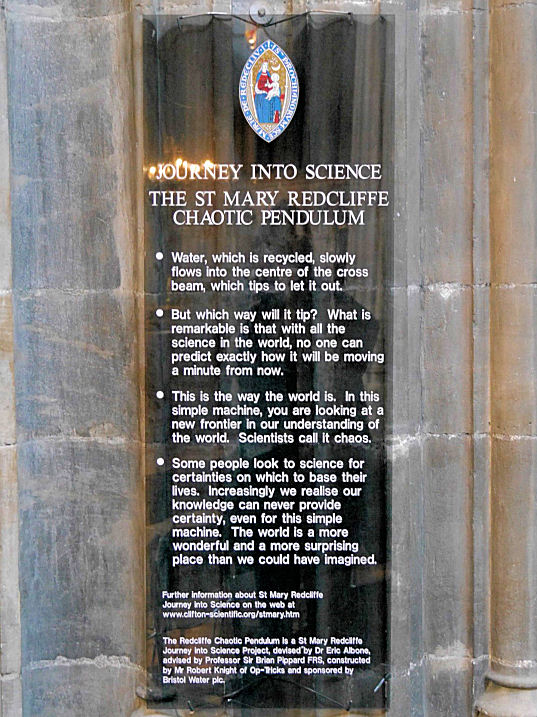 JOURNEY INTO SCIENCE
THE ST MARY REDCLIFFE
CHAOTIC PENDULUM
• Water, which is recycled, slowly
flows into the centre of the cross
beam, which tips to let it out.
• But which way will it tip? What is
remarkable is that with all the
science in the world, no one can
predict exactly how it will be moving
a minute from now.
• This is the way the world is. In this
simple machine, you are looking at a
new frontier in our understanding of
the world. Scientists call it chaos.
• Some people look to science for
certainties on which to base their
lives. Increasingly we realise our
knowledge can never provide
certainty, even for this simple
machine. The world is a more
wonderful and a more surprising
place than we could have imagined.
Further information about St Mary Redcliffe
Journey into Science on the web at
www.clifton-scientific.org/stmary.htm
The Redcliffe Chaotic Pendulum is a St Mary Redcliffe
Journey into Science Project, devised by Dr Eric Albone,
advised by Professor Sir Brian Pippard FRS, constructed
by Mr Robert Knight of Op-Tricks and sponsored by
Bristol Water plc.